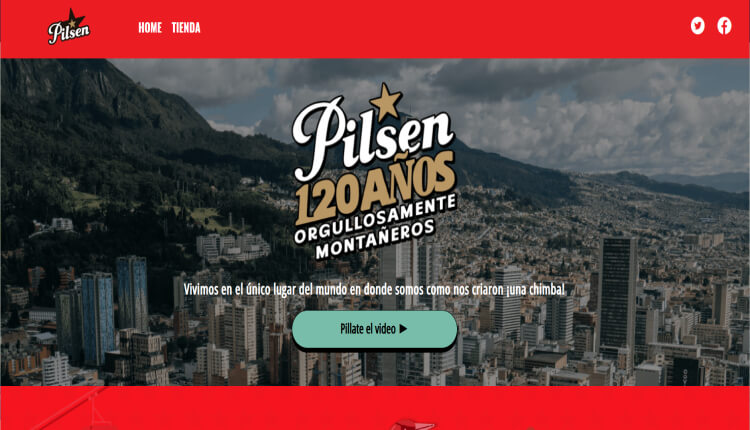 Pilsen
HOME TIENDA
Pilsen
120 AÑOS
ORGULLOSAMENTE
MONTAÑEROS
Vivimos en el único lugar del mundo en donde somos como nos criaron ¡una chimba!
Píllate el video